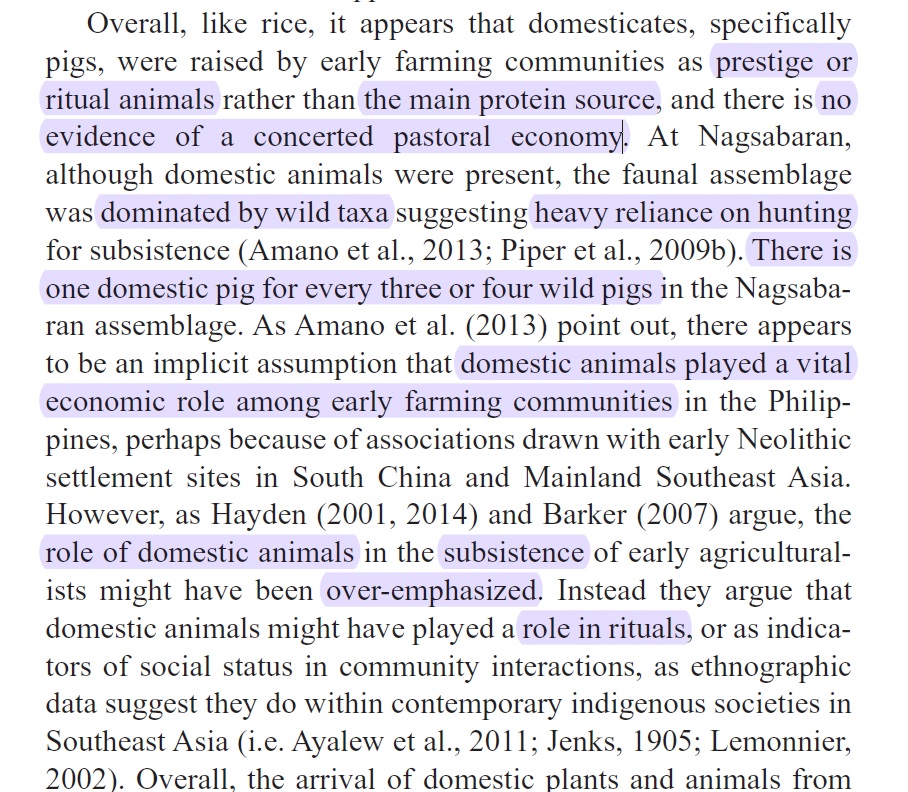 Overall, like rice, it appears that domesticates, specifically
pigs, were raised by early farming communities as prestige or
ritual animals rather than the main protein source, and there is no
evidence of a concerted pastoral economy. At Nagsabaran,
although domestic animals were present, the faunal assemblage
was dominated by wild taxa suggesting heavy reliance on hunting
for subsistence (Amano et al., 2013; Piper et al., 2009b). There is
one domestic pig for every three or four wild pigs in the Nagsaba-
ran assemblage. As Amano et al. (2013) point out, there appears
to be an implicit assumption that domestic animals played a vital
economic role among early farming communities in the Philip-
pines, perhaps because of associations drawn with early Neolithic
settlement sites in South China and Mainland Southeast Asia.
However, as Hayden (2001, 2014) and Barker (2007) argue, the
role of domestic animals in the subsistence of early agricultural-
ists might have been over-emphasized. Instead they argue that
domestic animals might have played a role in rituals, or as indica-
tors of social status in community interactions, as ethnographic
data suggest they do within contemporary indigenous societies in
Southeast Asia (i.e. Ayalew et al., 2011; Jenks, 1905; Lemonnier,
2002). Overall, the arrival of domestic plants and animals from